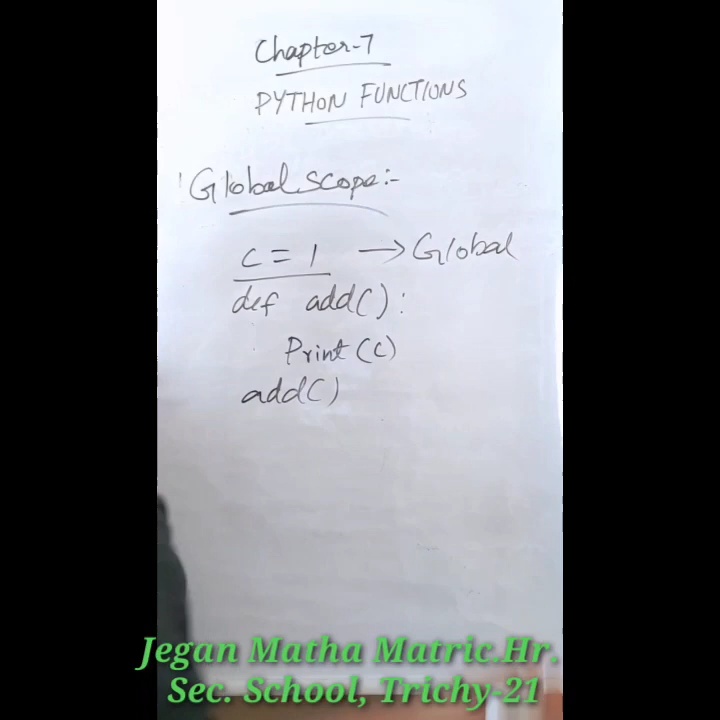 Chapter-7
PYTHON FUNCTIONS
Global scope:-
c = 1 → Global
def add():
Print (c)
add()
Jegan Matha Matric.Hr.
Sec. School, Trichy-21